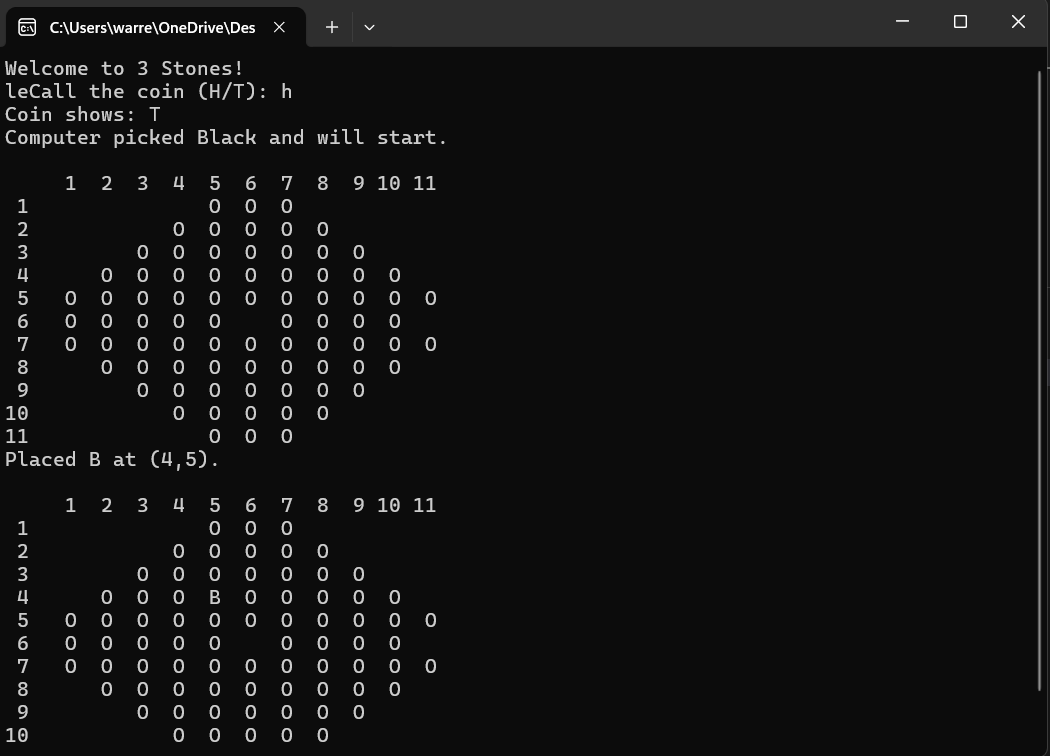 C:\Users\warre\OneDrive\Des
Welcome to 3 Stones!
leCall the coin (H/T): h
Coin shows: T
Computer picked Black and will start.
     1  2  3  4  5  6  7  8  9 10 11
 1               O  O  O
 2            O  O  O  O  O
 3         O  O  O  O  O  O  O
 4      O  O  O  O  O  O  O  O  O
 5   O  O  O  O  O  O  O  O  O  O  O
 6   O  O  O  O  O     O  O  O  O
 7   O  O  O  O  O  O  O  O  O  O  O
 8      O  O  O  O  O  O  O  O  O
 9         O  O  O  O  O  O  O
10            O  O  O  O  O
11               O  O  O
Placed B at (4,5).
     1  2  3  4  5  6  7  8  9 10 11
 1               O  O  O
 2            O  O  O  O  O
 3         O  O  O  O  O  O  O
 4      O  O  O  B  O  O  O  O  O
 5   O  O  O  O  O  O  O  O  O  O  O
 6   O  O  O  O  O     O  O  O  O
 7   O  O  O  O  O  O  O  O  O  O  O
 8      O  O  O  O  O  O  O  O  O
 9         O  O  O  O  O  O  O
10            O  O  O  O  O